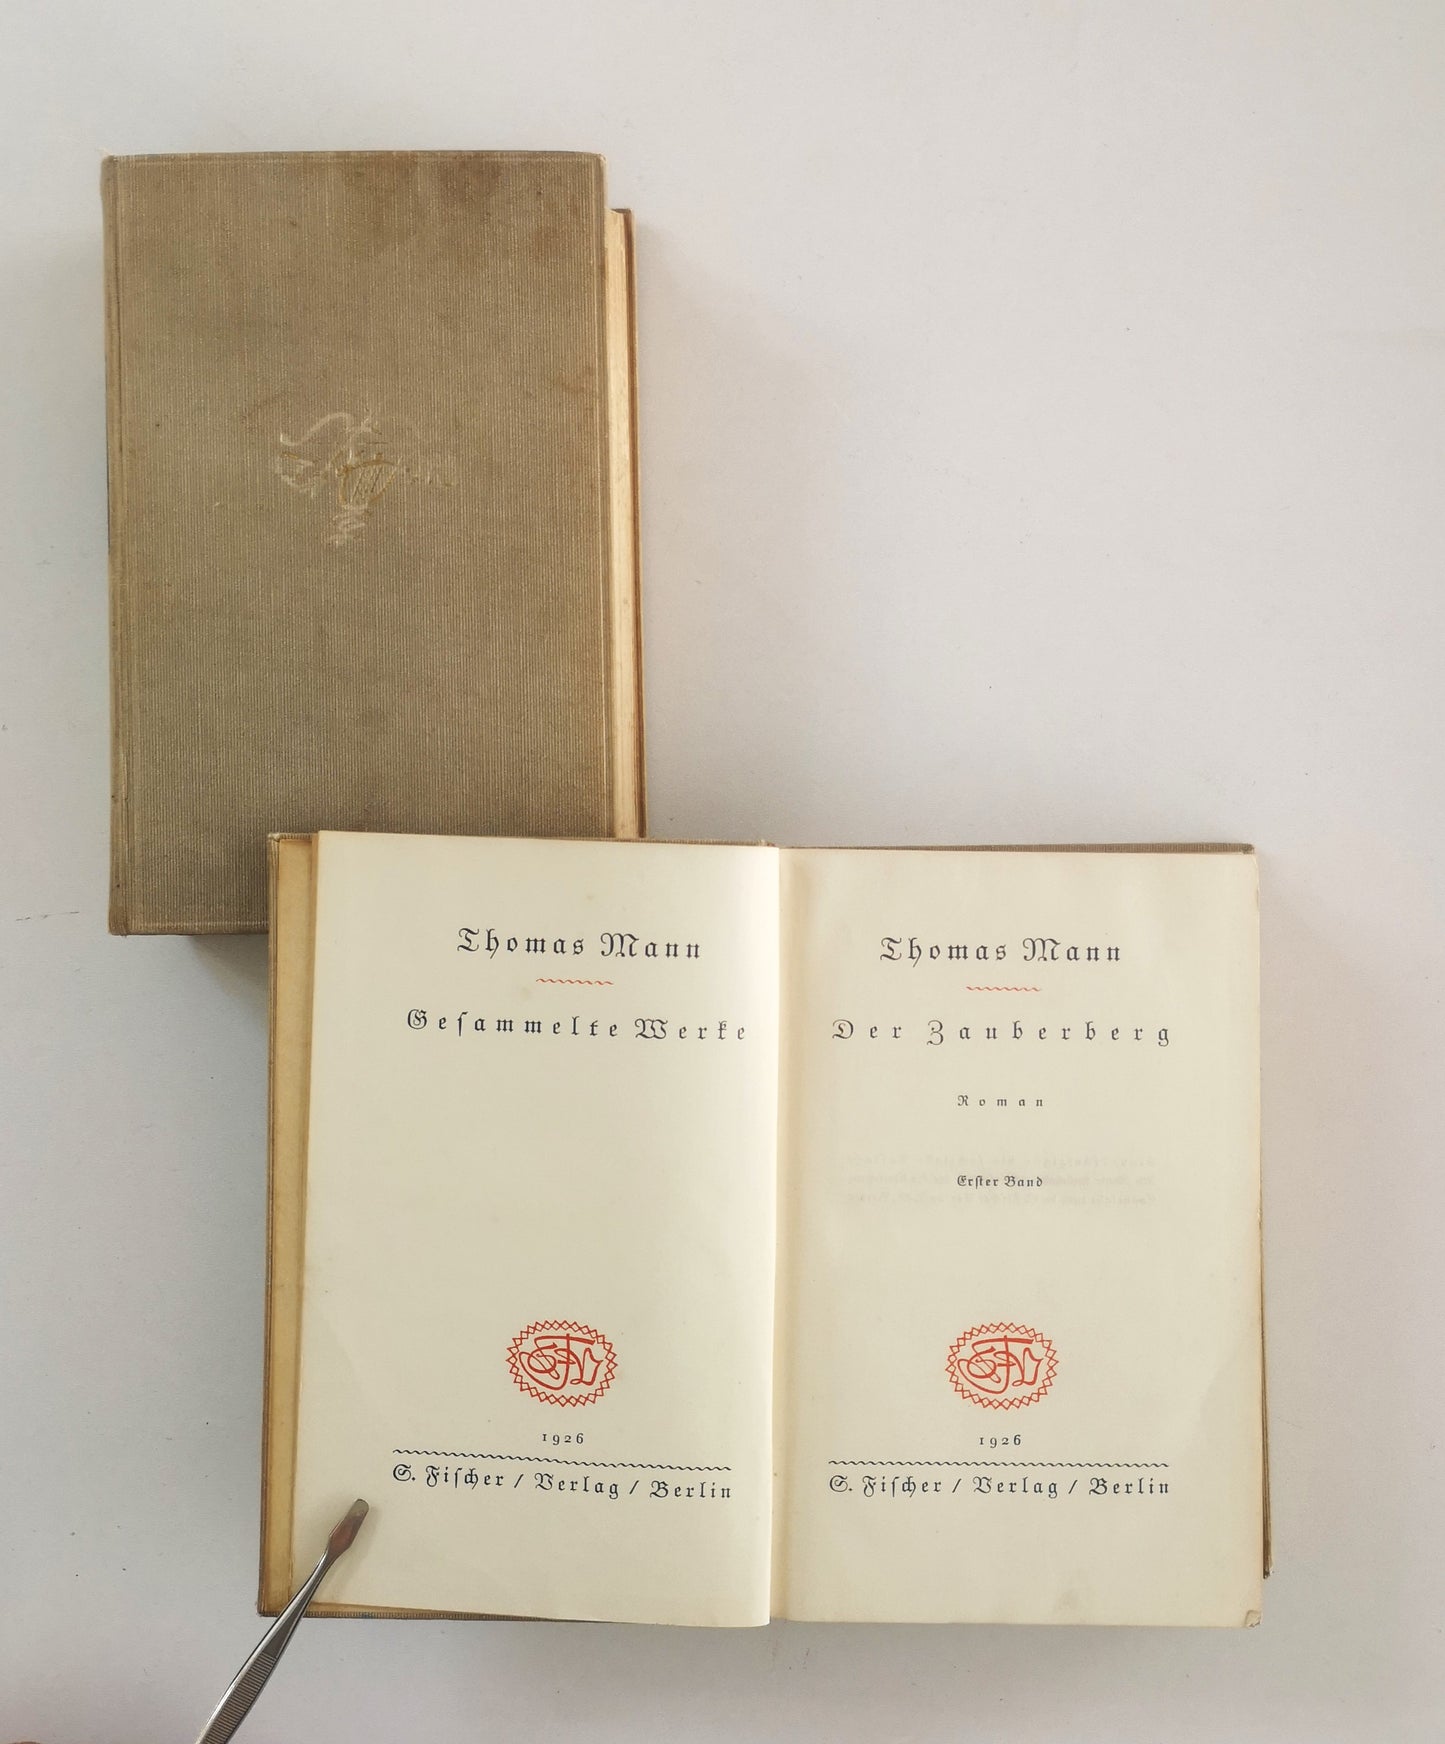 Thomas Mann
Geſammelte Werke
1926
S. Fiſcher / Verlag / Berlin
Thomas Mann
Der Zauberberg
Roman
Erſter Band
1926
S. Fiſcher / Verlag / Berlin